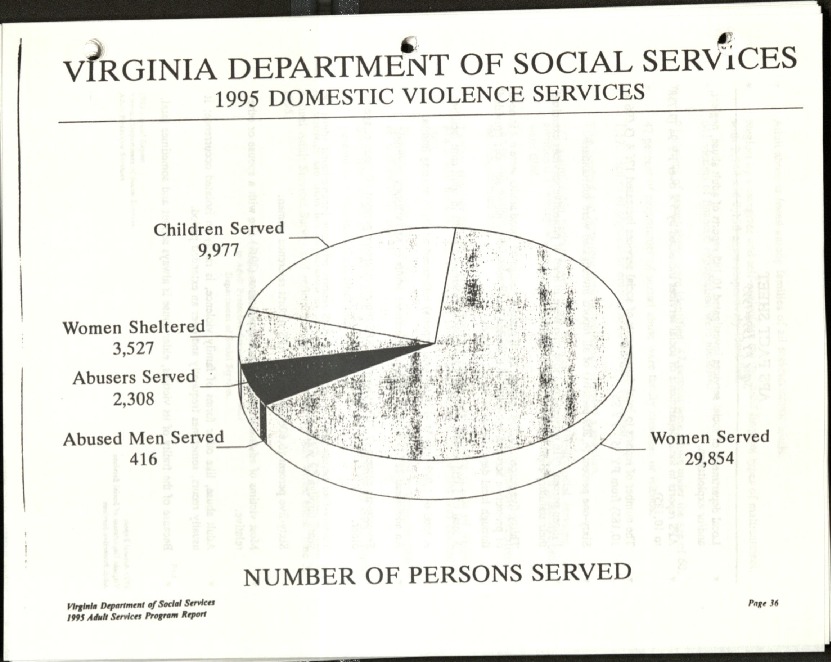 VIRGINIA DEPARTMENT OF SOCIAL SERVICES
1995 DOMESTIC VIOLENCE SERVICES
Children Served
9,977
Women Sheltered
3,527
Abusers Served
2,308
Abused Men Served
416
Women Served
29,854
NUMBER OF PERSONS SERVED
Virginia Department of Social Services
1995 Adult Services Program Report
Page 36